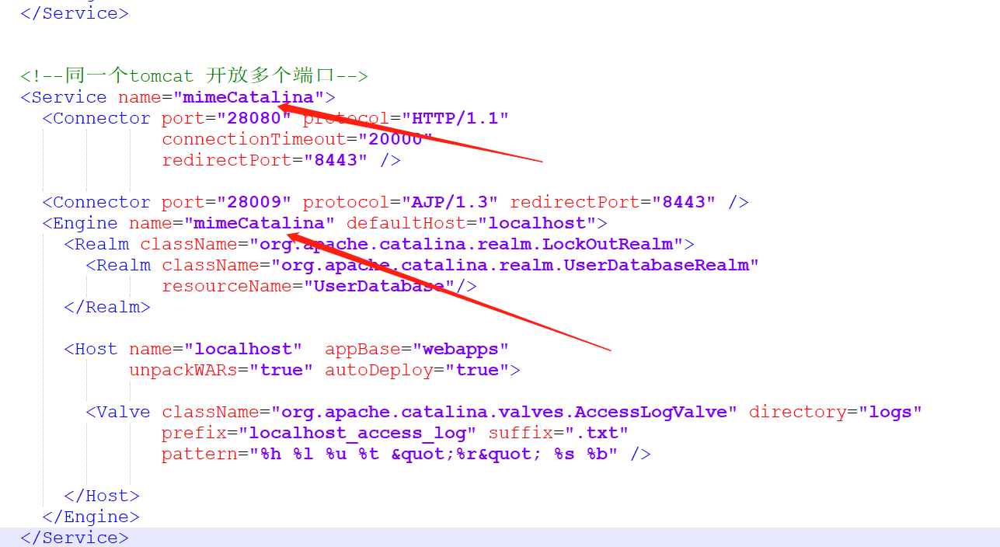 </Service>
<!--同一个tomcat 开放多个端口-->
<Service name="mimeCatalina">
<Connector port="28080" protocol="HTTP/1.1"
connectionTimeout="20000"
redirectPort="8443" />
<Connector port="28009" protocol="AJP/1.3" redirectPort="8443" />
<Engine name="mimeCatalina" defaultHost="localhost">
<Realm className="org.apache.catalina.realm.LockOutRealm">
<Realm className="org.apache.catalina.realm.UserDatabaseRealm"
resourceName="UserDatabase"/>
</Realm>
<Host name="localhost"  appBase="webapps"
unpackWARs="true" autoDeploy="true">
<Valve className="org.apache.catalina.valves.AccessLogValve" directory="logs"
prefix="localhost_access_log" suffix=".txt"
pattern="%h %l %u %t &quot;%r&quot; %s %b" />
</Host>
</Engine>
</Service>